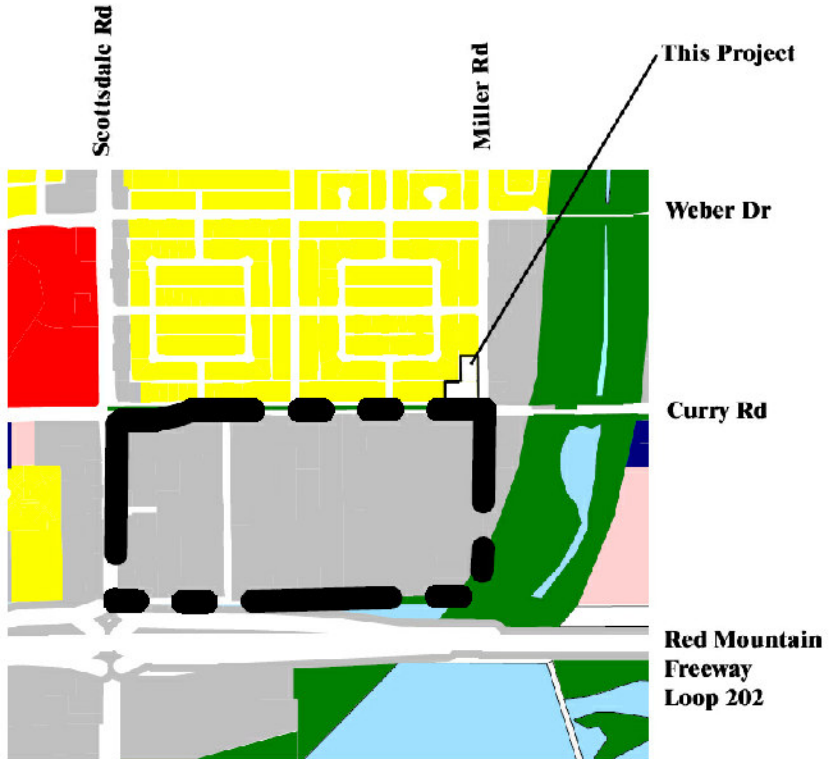 Scottsdale Rd
Miller Rd
This Project
Weber Dr
Curry Rd
Red Mountain
Freeway
Loop 202